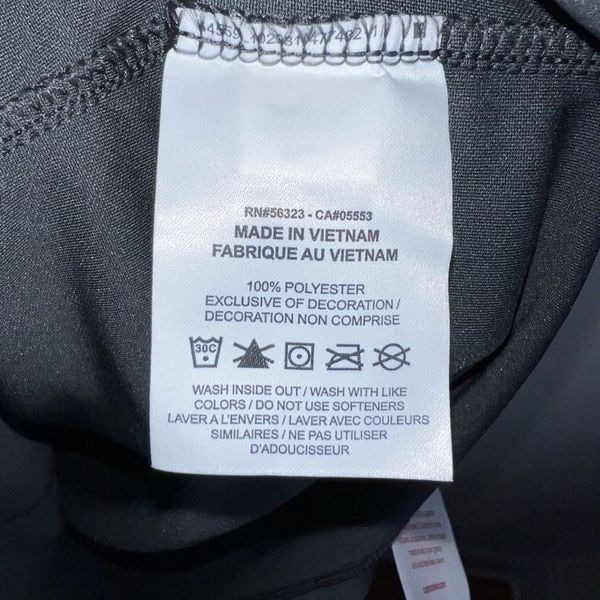 RN#56323 - CA#05553
MADE IN VIETNAM
FABRIQUE AU VIETNAM
100% POLYESTER
EXCLUSIVE OF DECORATION /
DECORATION NON COMPRISE
30C
WASH INSIDE OUT / WASH WITH LIKE
COLORS / DO NOT USE SOFTENERS
LAVER A L'ENVERS / LAVER AVEC COULEURS
SIMILAIRES / NE PAS UTILISER
D'ADOUCISSEUR